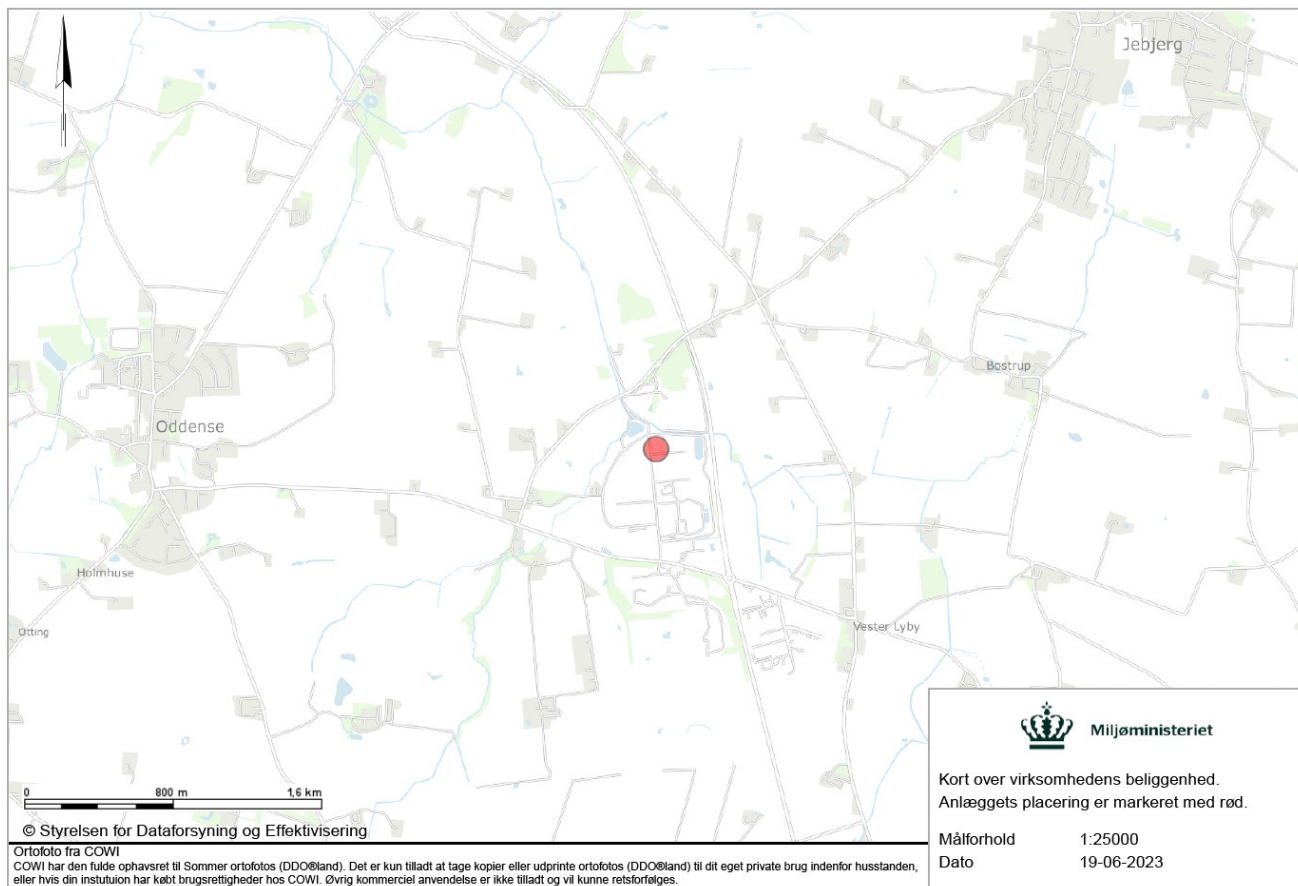 Jebjerg
Bostrup
Oddense
Holmhuse
Otting
Vester Lyby
0 800 m 1,6 km
© Styrelsen for Dataforsyning og Effektivisering
Miljøministeriet
Kort over virksomhedens beliggenhed.
Anlæggets placering er markeret med rød.
Målforhold 1:25000
Dato 19-06-2023
Ortofoto fra COWI
COWI har den fulde ophavsret til Sommer ortofotos (DDO®land). Det er kun tilladt at tage kopier eller udprinte ortofotos (DDO®land) til dit eget private brug indenfor husstanden,
eller hvis din instutuion har købt brugsrettigheder hos COWI. Øvrig kommerciel anvendelse er ikke tilladt og vil kunne retsforfølges.